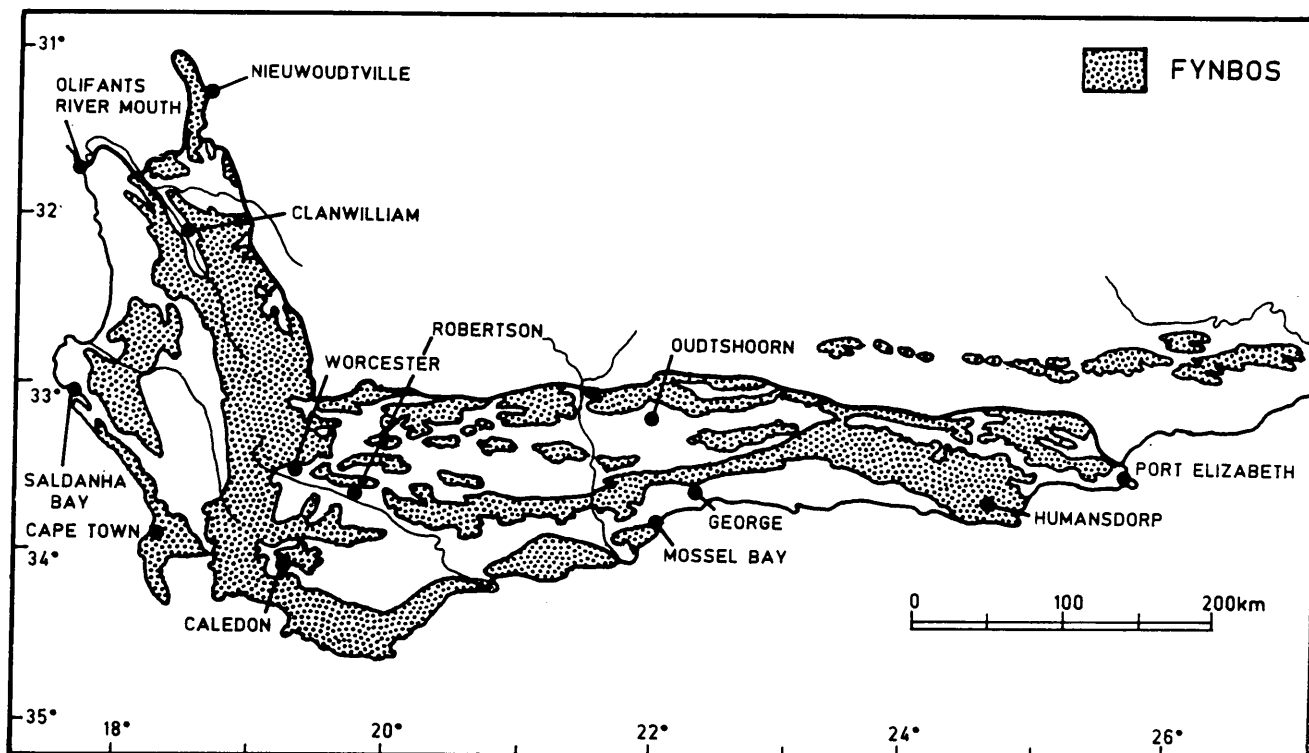 31°
NIEUWOUDTVILLE
FYNBOS
OLIFANTS
RIVER MOUTH
32°
CLANWILLIAM
ROBERTSON
OUDTSHOORN
WORCESTER
33°
SALDANHA
BAY
PORT ELIZABETH
CAPE TOWN
GEORGE
HUMANSDORP
34°
MOSSEL BAY
CALEDON
0 100 200km
35°
18° 20° 22° 24° 26°